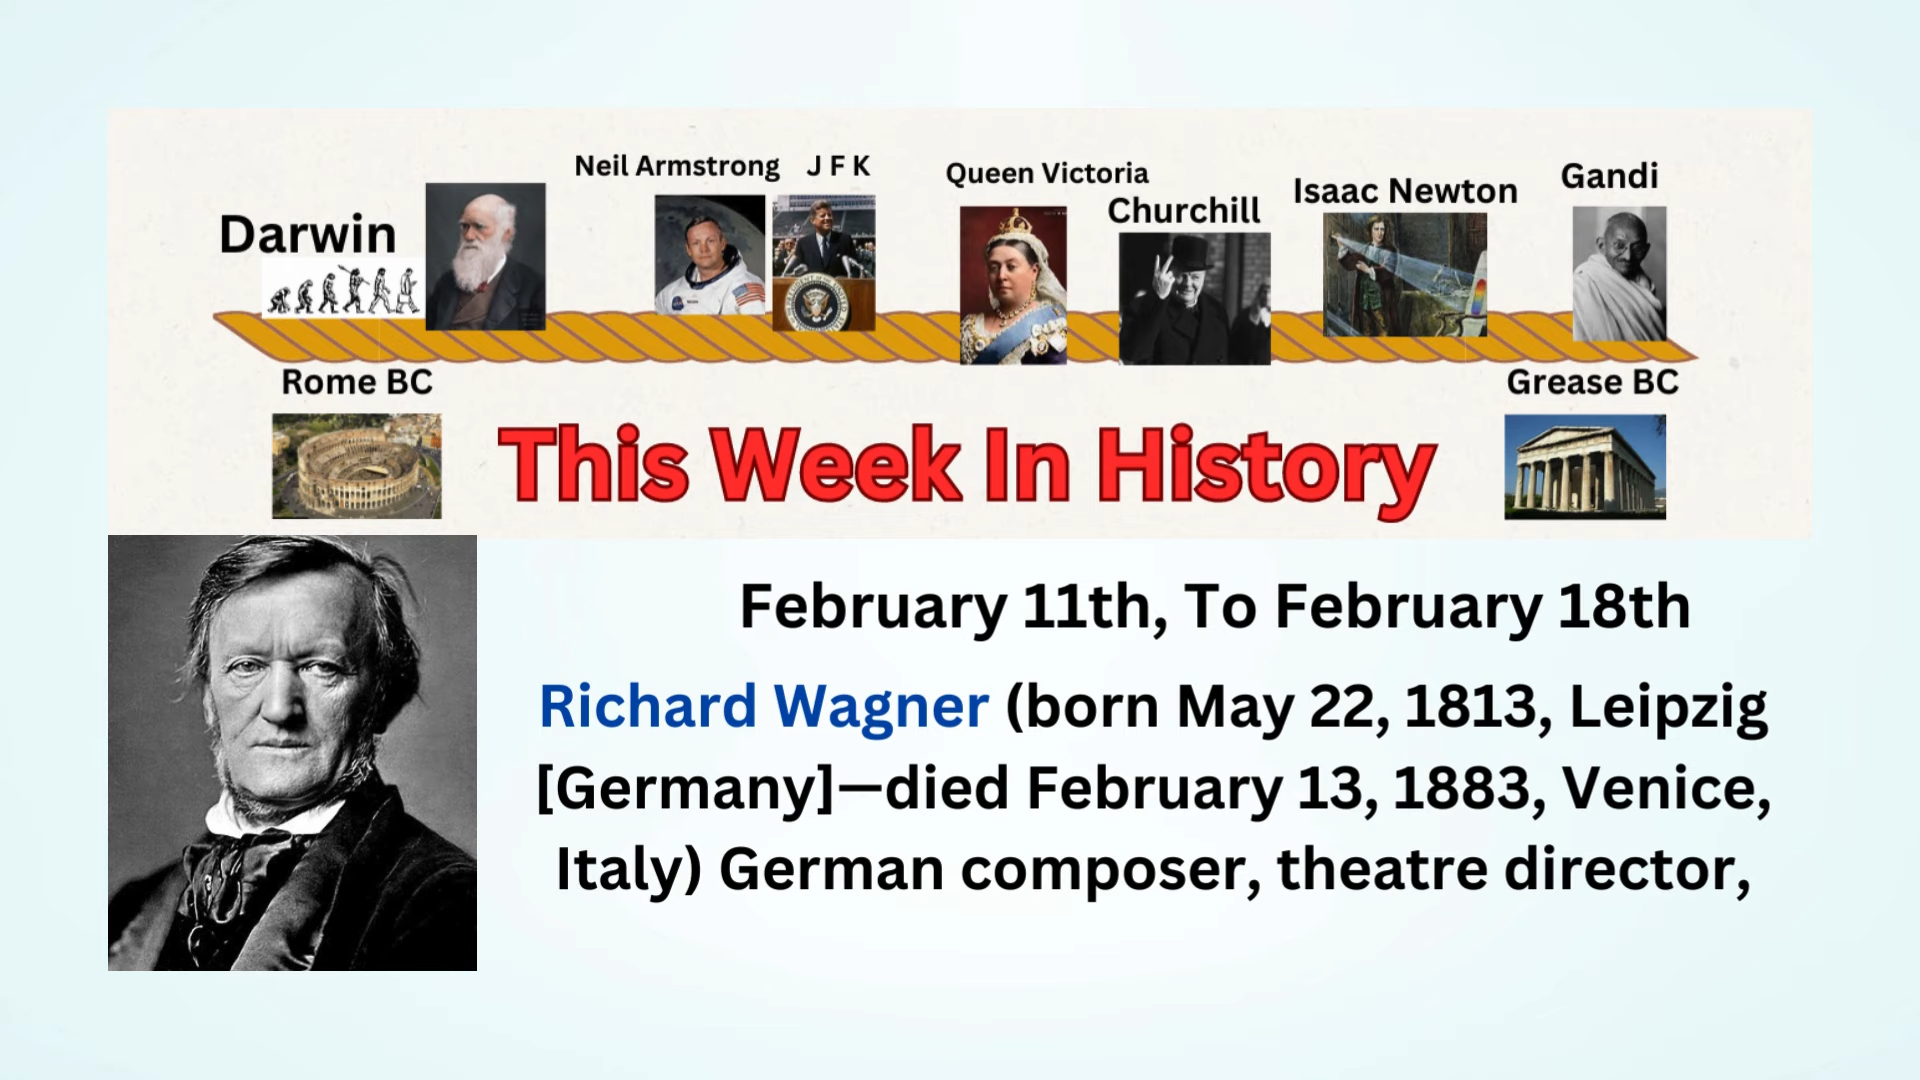 Neil Armstrong J F K
Queen Victoria
Gandi
Isaac Newton
Churchill
Darwin
Rome BC
Grease BC
This Week In History
February 11th, To February 18th
Richard Wagner (born May 22, 1813, Leipzig
[Germany]—died February 13, 1883, Venice,
Italy) German composer, theatre director,